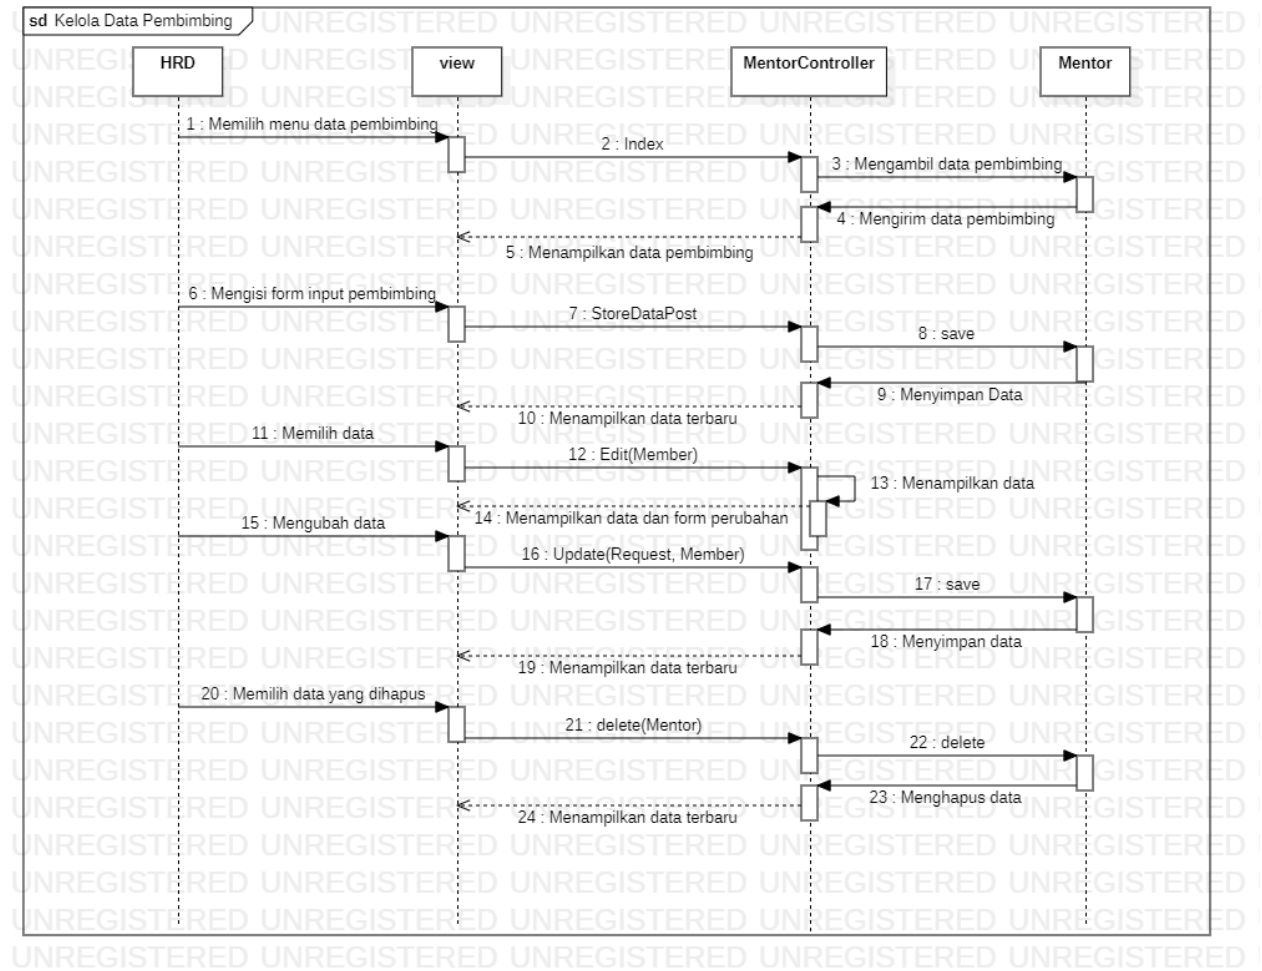 sd Kelola Data Pembimbing
HRD
view
MentorController
Mentor
1 : Memilih menu data pembimbing
2 : Index
3 : Mengambil data pembimbing
4 : Mengirim data pembimbing
5 : Menampilkan data pembimbing
6 : Mengisi form input pembimbing
7 : StoreDataPost
8 : save
9 : Menyimpan Data
10 : Menampilkan data terbaru
11 : Memilih data
12 : Edit(Member)
13 : Menampilkan data
14 : Menampilkan data dan form perubahan
15 : Mengubah data
16 : Update(Request, Member)
17 : save
18 : Menyimpan data
19 : Menampilkan data terbaru
20 : Memilih data yang dihapus
21 : delete(Mentor)
22 : delete
23 : Menghapus data
24 : Menampilkan data terbaru
UNREGISTERED UNREGISTERED UNREGISTERED UNREGISTERED UNREGISTERED